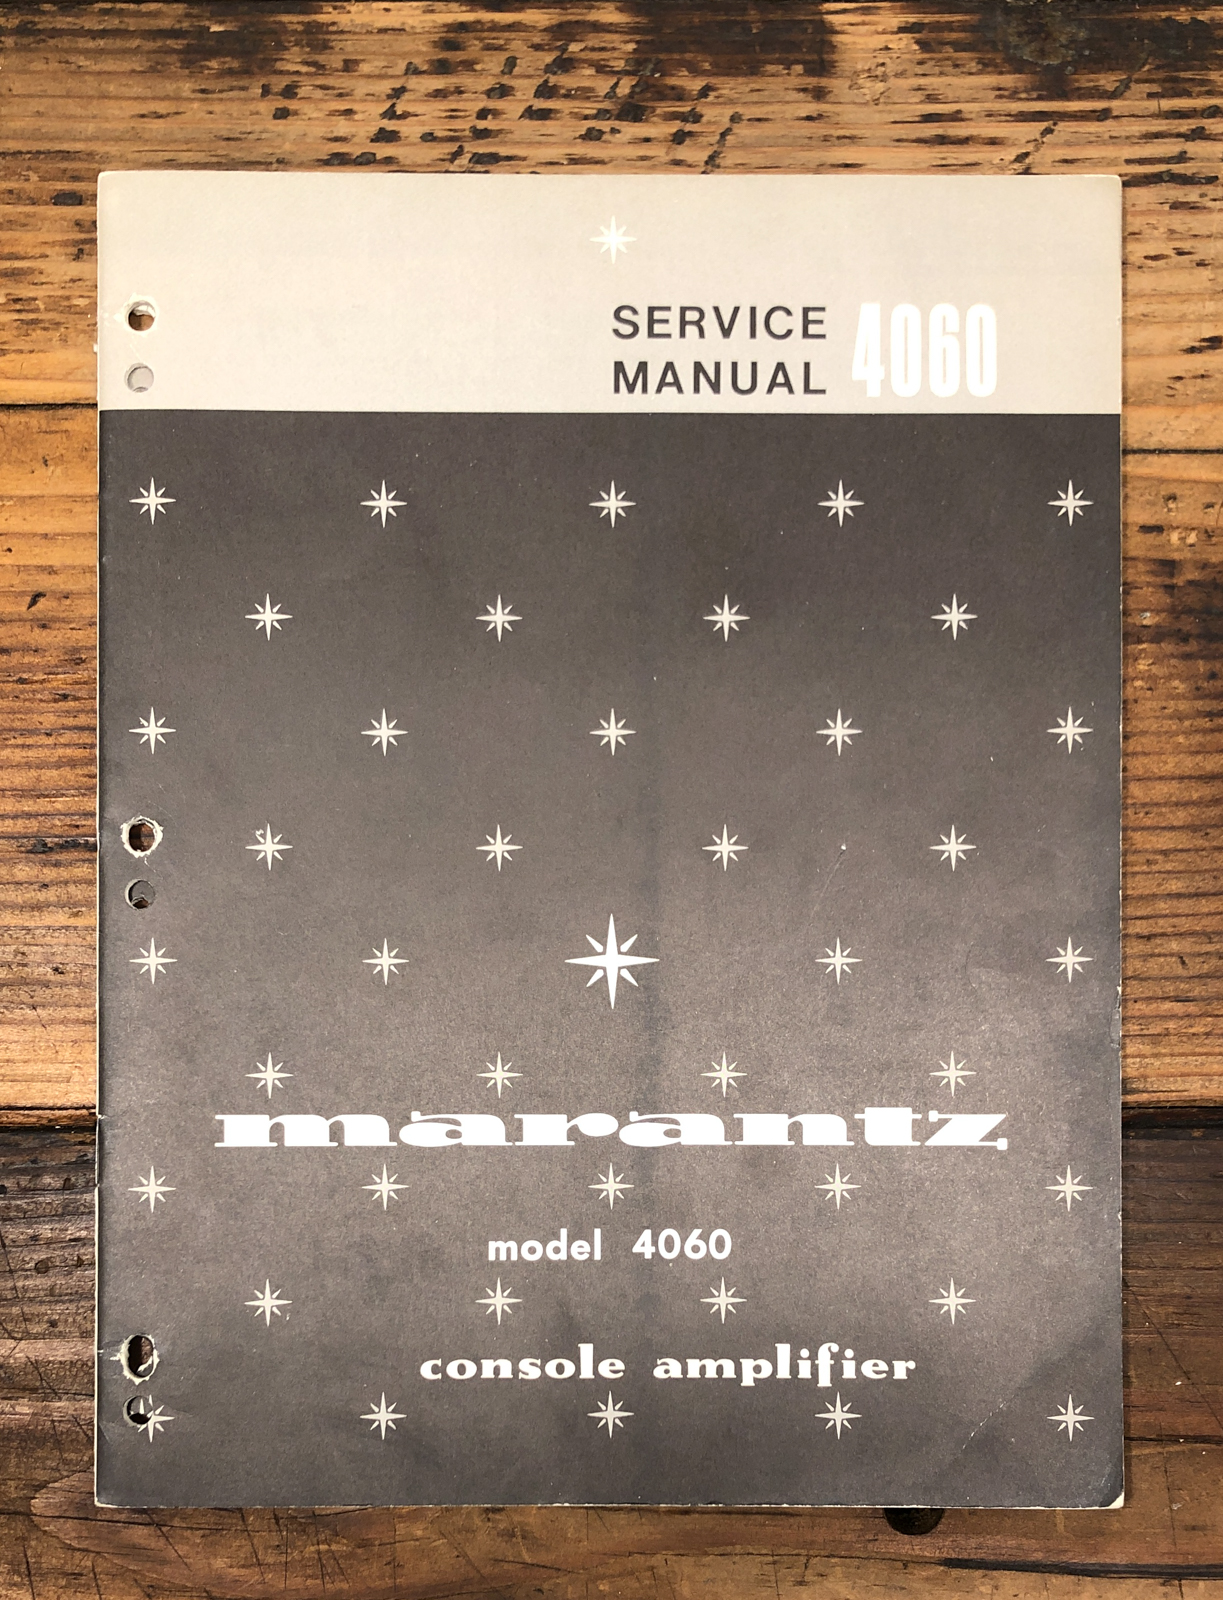 SERVICE
MANUAL 4060
marantz
model 4060
console amplifier